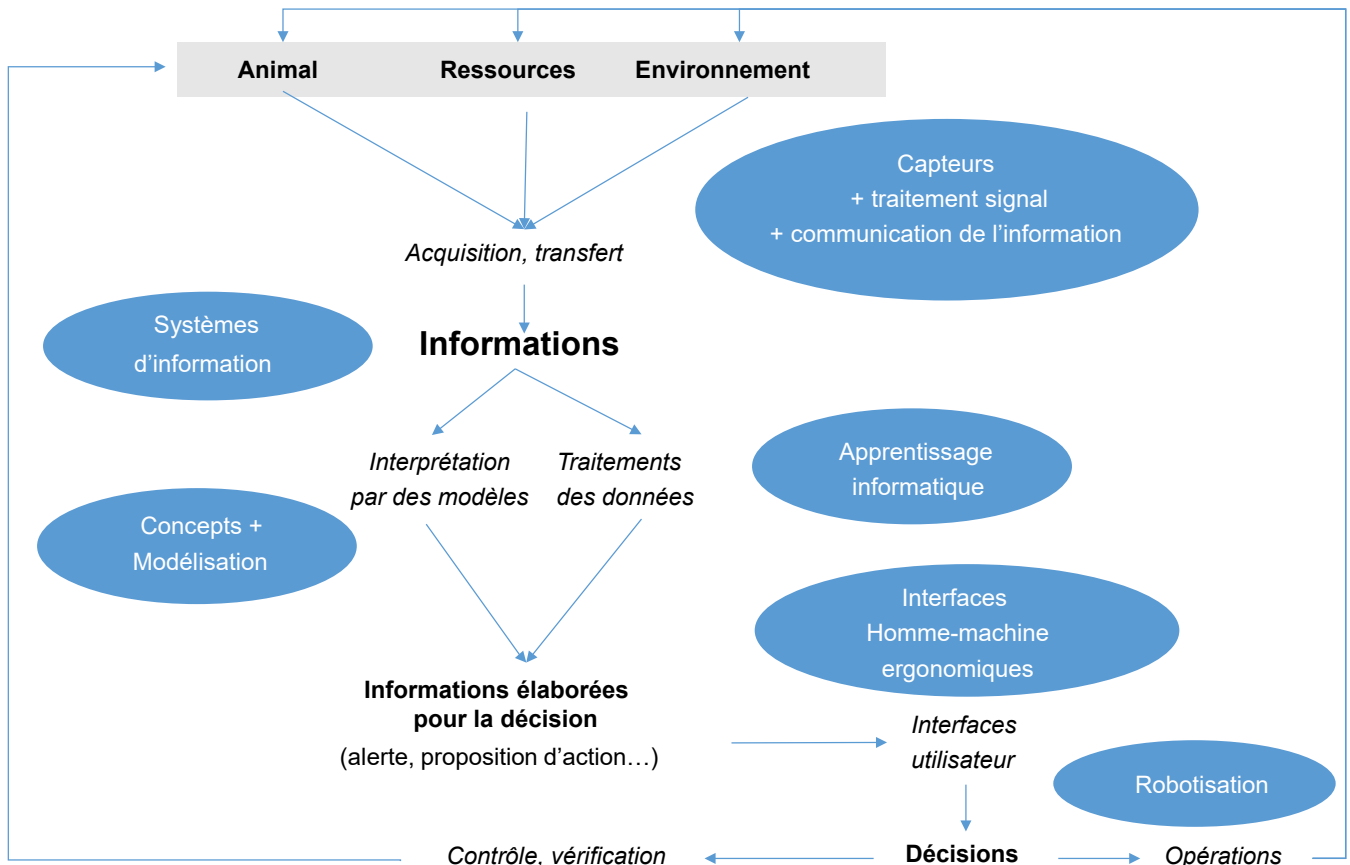 Animal
Ressources
Environnement
Capteurs
+ traitement signal
+ communication de l'information
Acquisition, transfert
Systèmes
d'information
Informations
Interprétation
par des modèles
Traitements
des données
Apprentissage
informatique
Concepts +
Modélisation
Interfaces
Homme-machine
ergonomiques
Informations élaborées
pour la décision
(alerte, proposition d'action…)
Interfaces
utilisateur
Robotisation
Contrôle, vérification
Décisions
Opérations